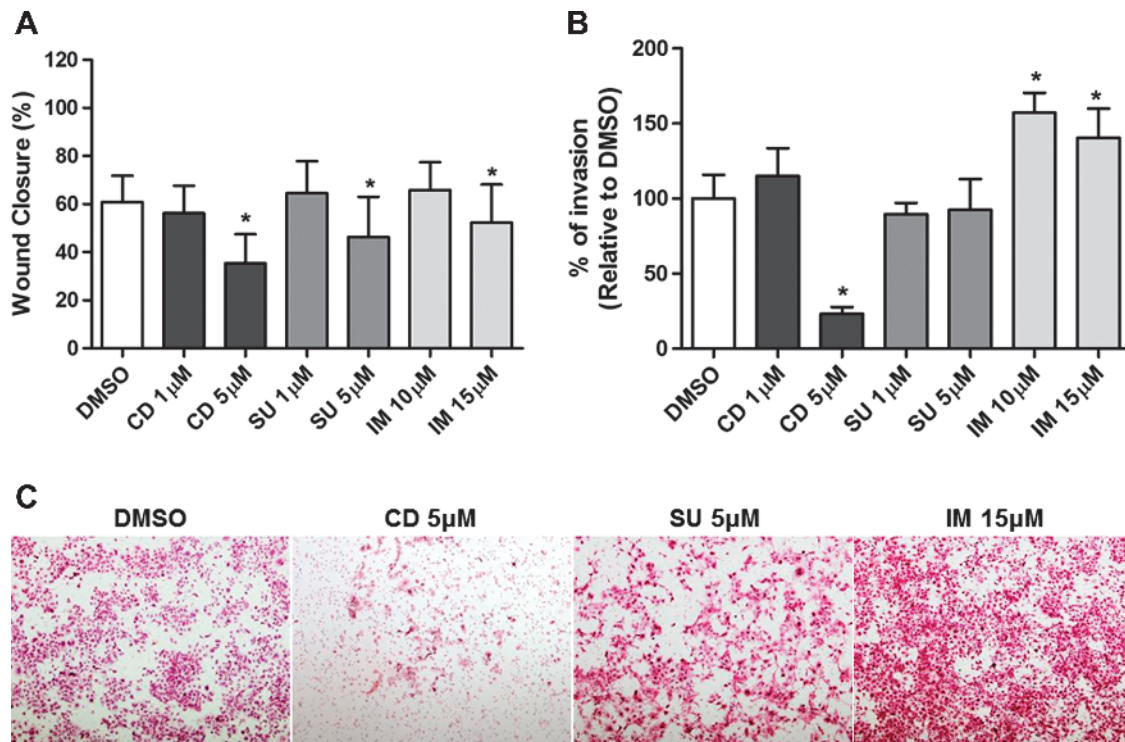 A
Wound Closure (%)
120
100
80
60
40
20
0
*
*
*
DMSO
CD 1µM
CD 5µM
SU 1µM
SU 5µM
IM 10µM
IM 15µM
B
% of invasion
(Relative to DMSO)
200
150
100
50
0
*
*
*
DMSO
CD 1µM
CD 5µM
SU 1µM
SU 5µM
IM 10µM
IM 15µM
C
DMSO
CD 5µM
SU 5µM
IM 15µM